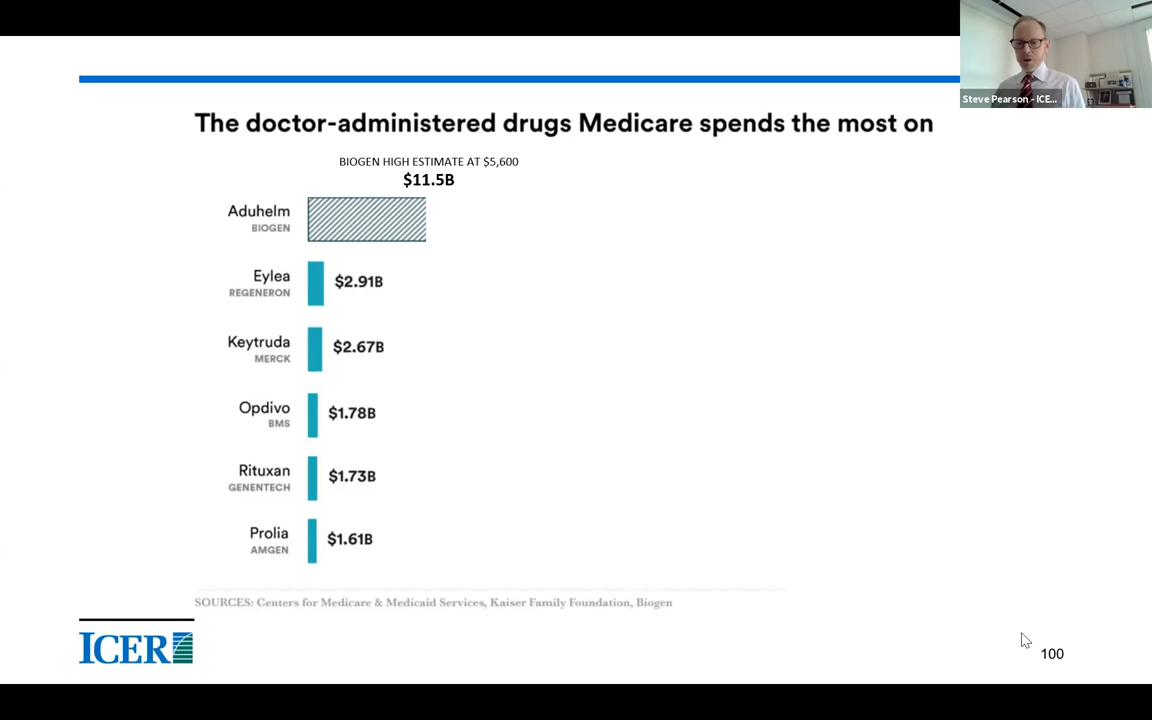 Steve Pearson - ICE...
The doctor-administered drugs Medicare spends the most on
BIOGEN HIGH ESTIMATE AT $5,600
$11.5B
Aduhelm
BIOGEN
Eylea
REGENERON
$2.91B
Keytruda
MERCK
$2.67B
Opdivo
BMS
$1.78B
Rituxan
GENENTECH
$1.73B
Prolia
AMGEN
$1.61B
SOURCES: Centers for Medicare & Medicaid Services, Kaiser Family Foundation, Biogen
ICER
100